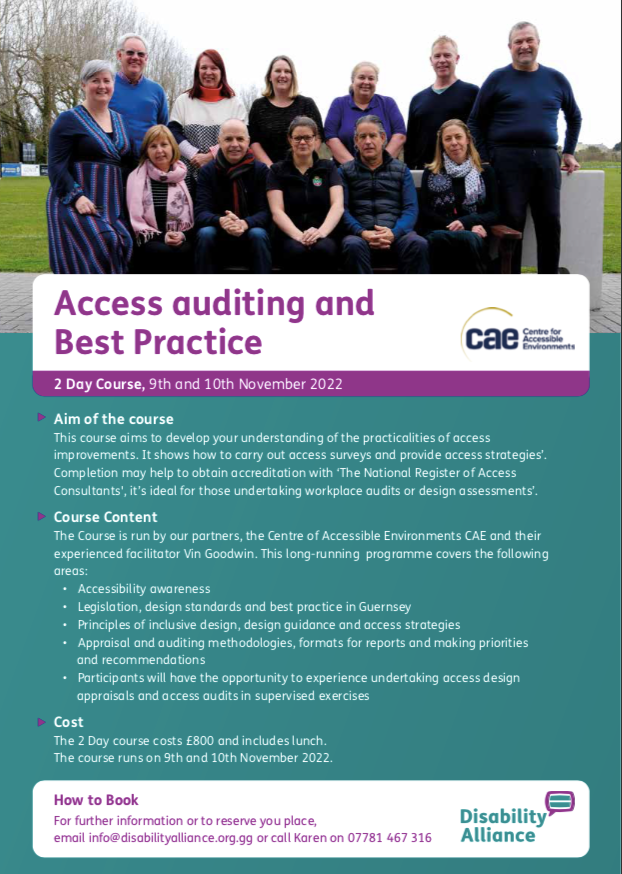 Access auditing and
Best Practice
cae Centre for
Accessible
Environments
2 Day Course, 9th and 10th November 2022
Aim of the course
This course aims to develop your understanding of the practicalities of access
improvements. It shows how to carry out access surveys and provide access strategies’.
Completion may help to obtain accreditation with ‘The National Register of Access
Consultants’, it’s ideal for those undertaking workplace audits or design assessments’.
Course Content
The Course is run by our partners, the Centre of Accessible Environments CAE and their
experienced facilitator Vin Goodwin. This long-running programme covers the following
areas:
• Accessibility awareness
• Legislation, design standards and best practice in Guernsey
• Principles of inclusive design, design guidance and access strategies
• Appraisal and auditing methodologies, formats for reports and making priorities
and recommendations
• Participants will have the opportunity to experience undertaking access design
appraisals and access audits in supervised exercises
Cost
The 2 Day course costs £800 and includes lunch.
The course runs on 9th and 10th November 2022.
How to Book
For further information or to reserve you place,
email info@disabilityalliance.org.gg or call Karen on 07781 467 316
Disability
Alliance